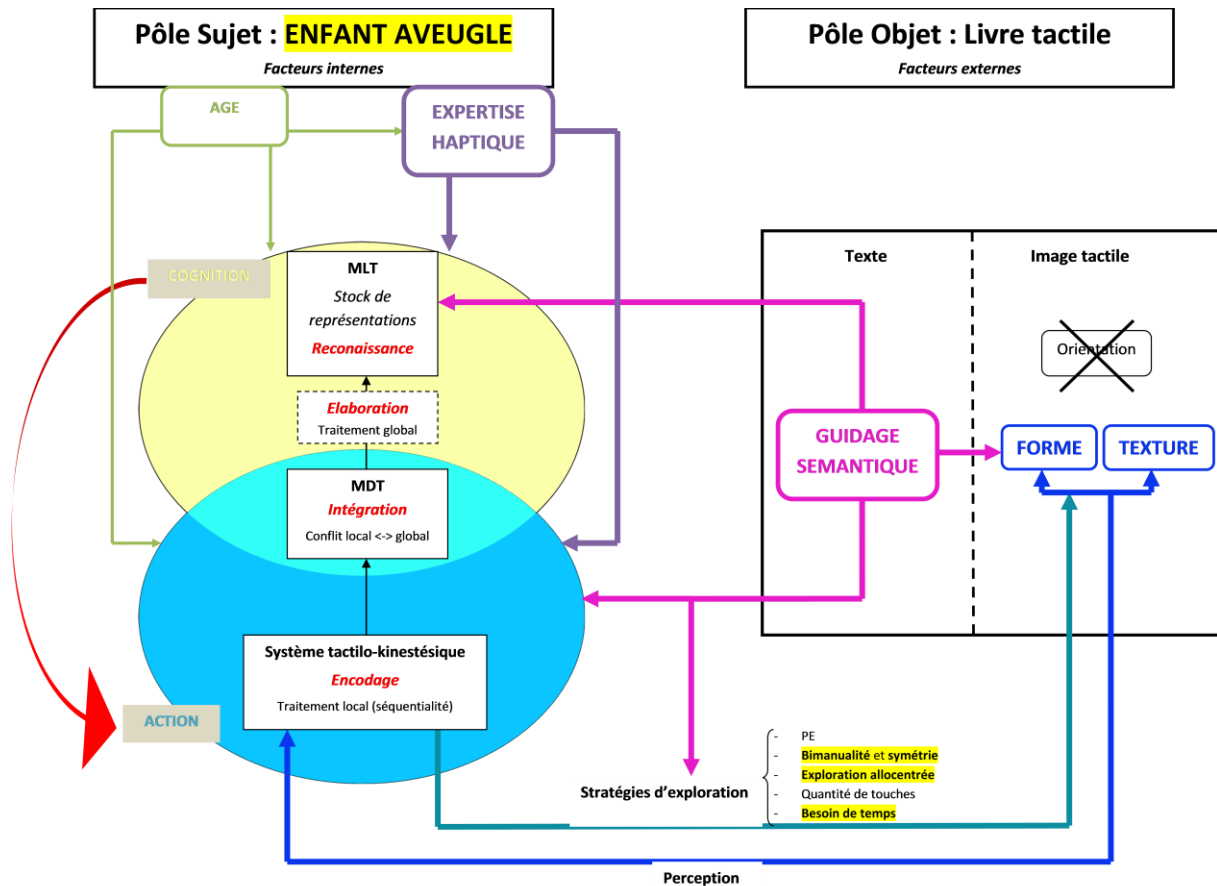 Pôle Sujet : ENFANT AVEUGLE
Facteurs internes
Pôle Objet : Livre tactile
Facteurs externes
AGE
EXPERTISE
HAPTIQUE
COGNITION
MLT
Stock de
représentations
Reconaissance
Elaboration
Traitement global
MDT
Intégration
Conflit local <-> global
Système tactilo-kinestésique
Encodage
Traitement local (séquentialité)
ACTION
Texte
Image tactile
Orientation
GUIDAGE
SEMANTIQUE
FORME
TEXTURE
Stratégies d’exploration
- PE
- Bimanualité et symétrie
- Exploration allocentrée
- Quantité de touches
- Besoin de temps
Perception